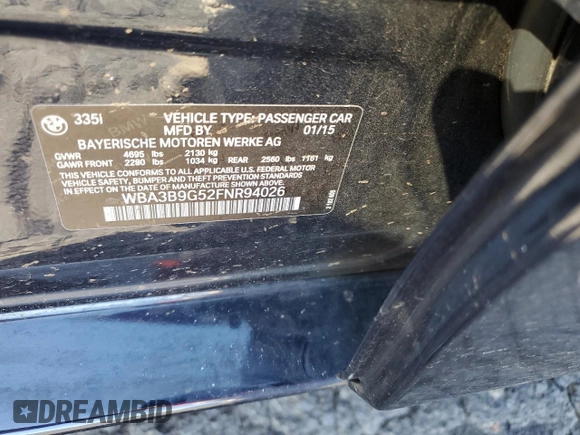 BMW
335i VEHICLE TYPE: PASSENGER CAR
MFD BY. 01/15
BAYERISCHE MOTOREN WERKE AG
GVWR 4695 lbs 2130 kg
GAWR FRONT 2280 lbs 1034 kg REAR 2560 lbs 1161 kg
THIS VEHICLE CONFORMS TO ALL APPLICABLE U.S. FEDERAL MOTOR
VEHICLE SAFETY, BUMPER AND THEFT PREVENTION STANDARDS IN
EFFECT ON THE DATE OF MANUFACTURE SHOWN ABOVE.
WBA3B9G52FNR94026
DREAMBID